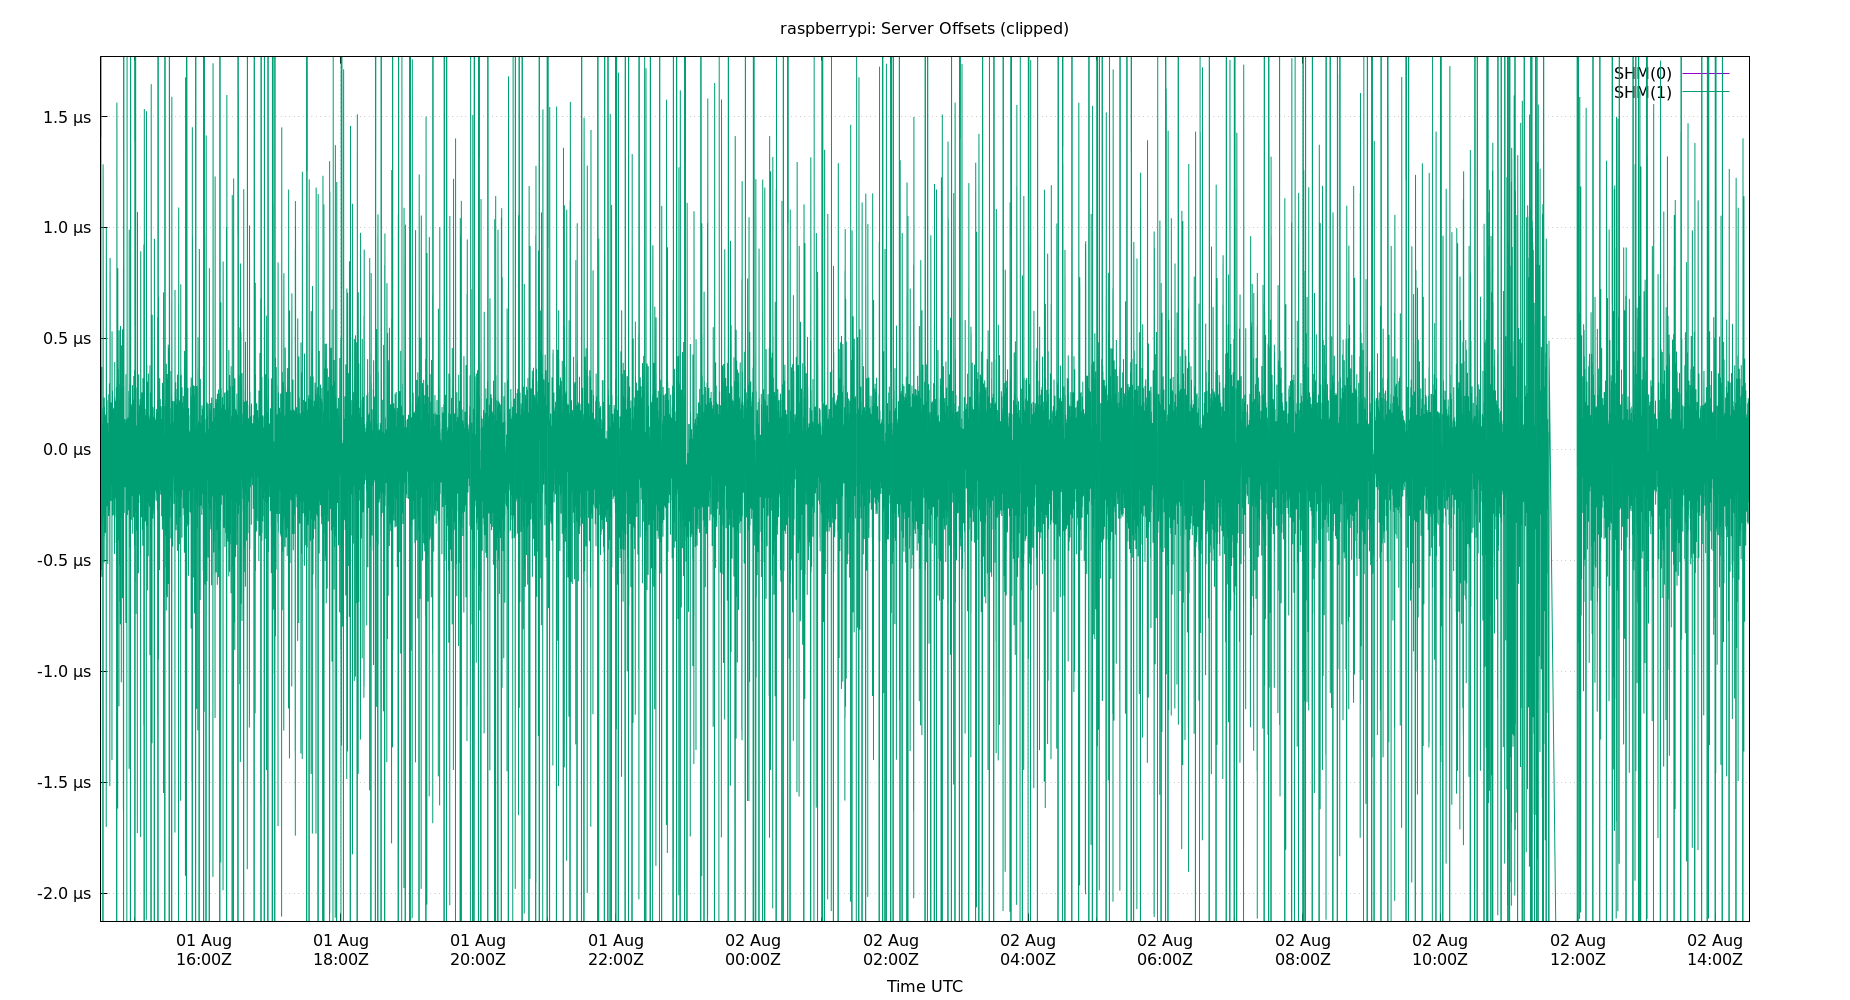 raspberrypi: Server Offsets (clipped)
SHM(0)
SHM(1)
1.5 µs
1.0 µs
0.5 µs
0.0 µs
-0.5 µs
-1.0 µs
-1.5 µs
-2.0 µs
01 Aug 01 Aug 01 Aug 01 Aug 02 Aug 02 Aug 02 Aug 02 Aug 02 Aug 02 Aug 02 Aug 02 Aug
16:00Z 18:00Z 20:00Z 22:00Z 00:00Z 02:00Z 04:00Z 06:00Z 08:00Z 10:00Z 12:00Z 14:00Z
Time UTC